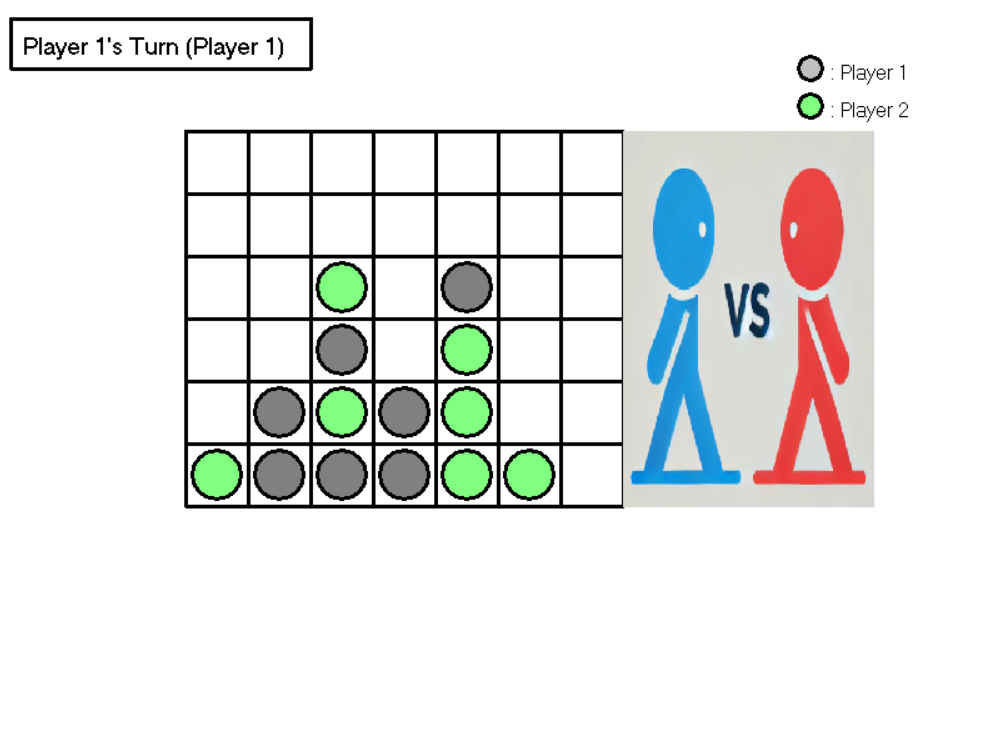 Player 1's Turn (Player 1)
: Player 1
: Player 2
VS